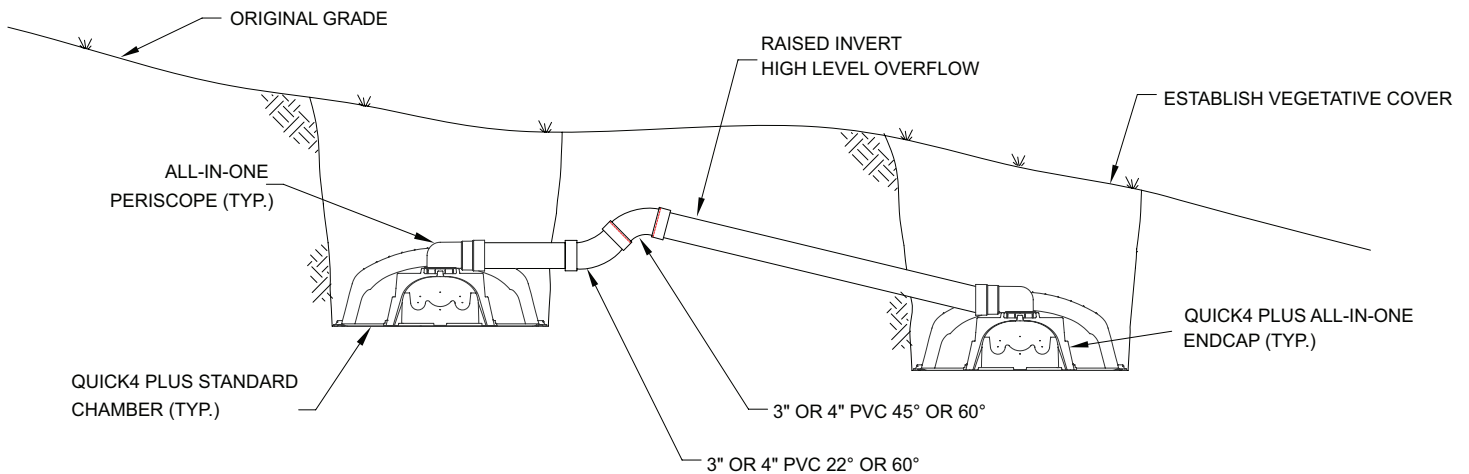 ORIGINAL GRADE
RAISED INVERT
HIGH LEVEL OVERFLOW
ESTABLISH VEGETATIVE COVER
ALL-IN-ONE
PERISCOPE (TYP.)
QUICK4 PLUS ALL-IN-ONE
ENDCAP (TYP.)
QUICK4 PLUS STANDARD
CHAMBER (TYP.)
3" OR 4" PVC 45° OR 60°
3" OR 4" PVC 22° OR 60°